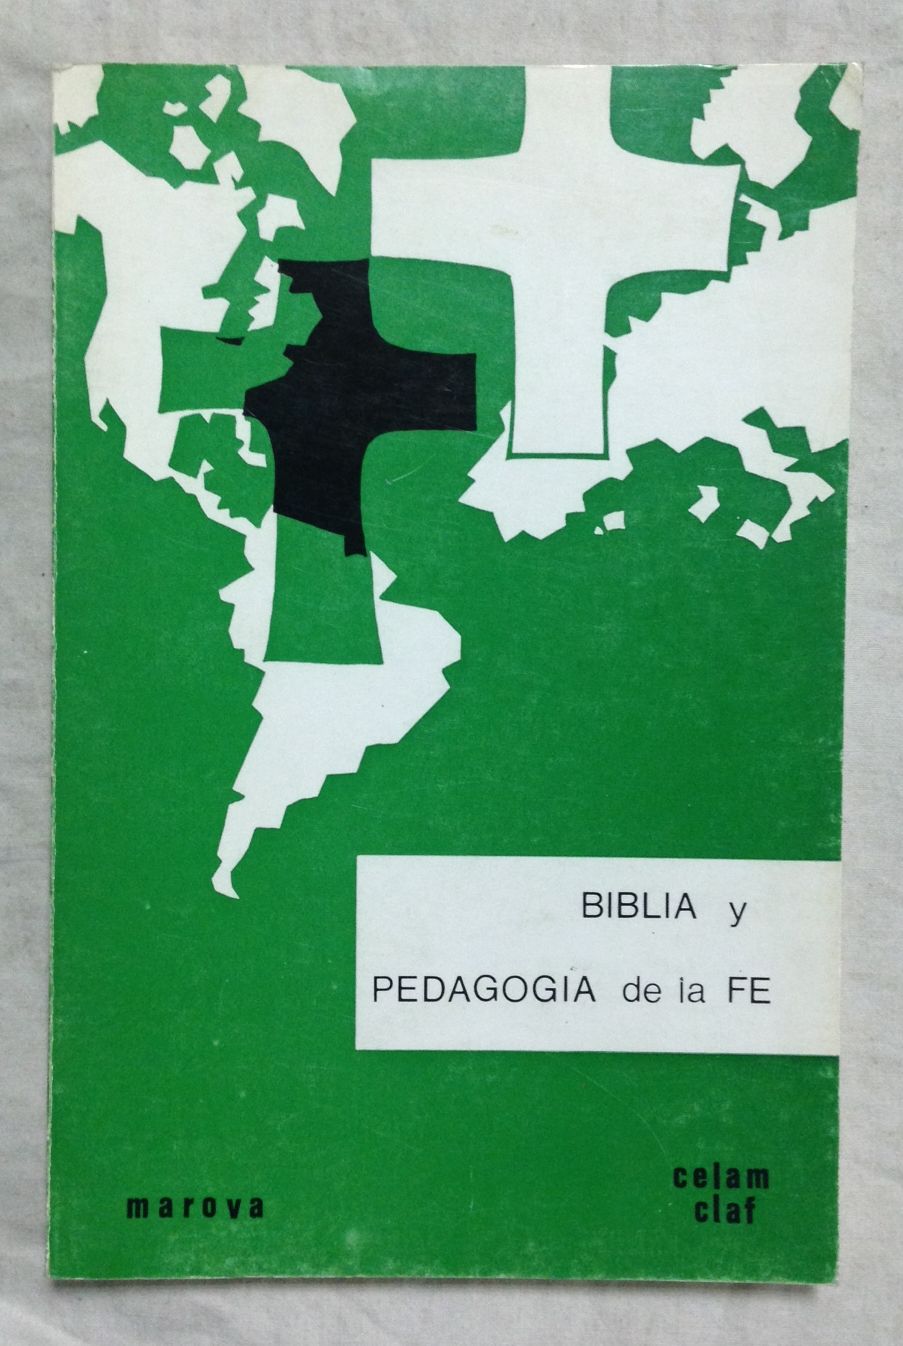 BIBLIA y
PEDAGOGIA de la FE
marova
celam
claf